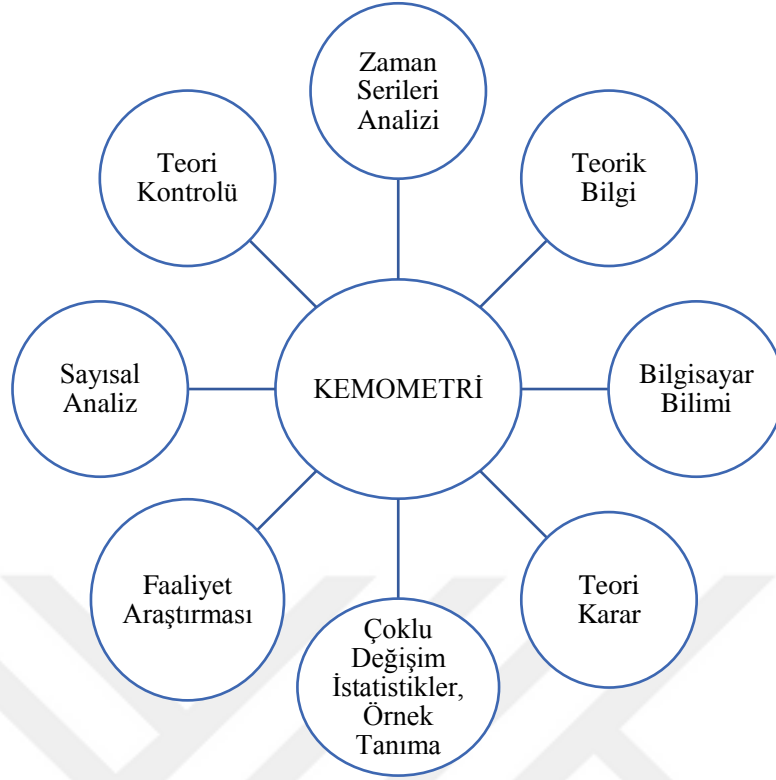 Zaman
Serileri
Analizi
Teori
Kontrolü
Teorik
Bilgi
Sayısal
Analiz
KEMOMETRİ
Bilgisayar
Bilimi
Faaliyet
Araştırması
Teori
Karar
Çoklu
Değişim
İstatistikler,
Örnek
Tanıma